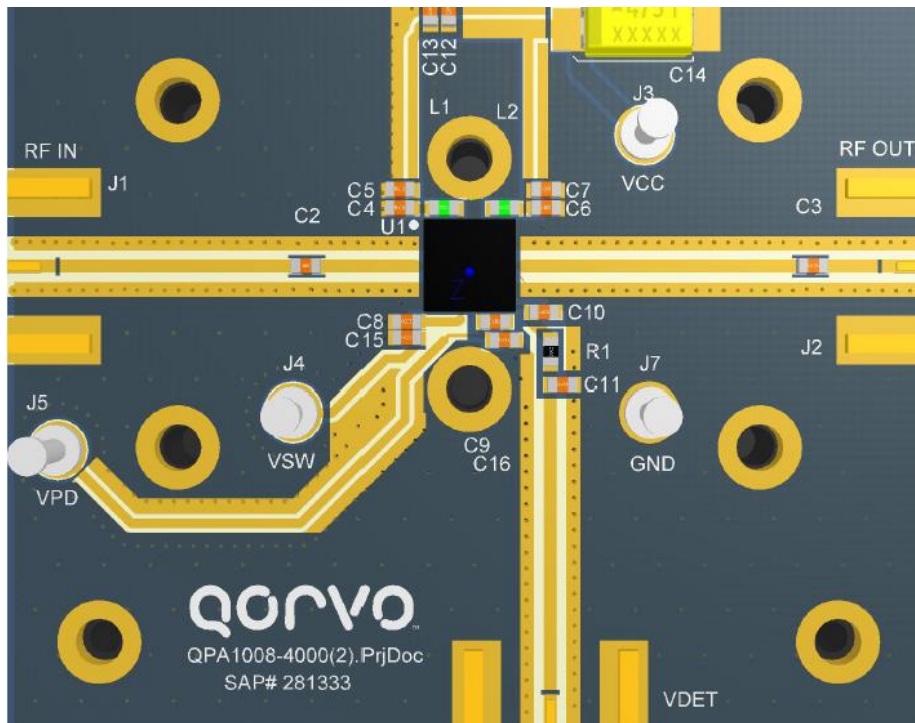 -4751
XXXXX
C13
C12
C14
L1
L2
J3
RF IN
RF OUT
J1
VCC
C5
C7
C4
C6
C2
C3
U1
Z
C8
C10
C15
R1
J2
J4
J7
C11
J5
VSW
C9
GND
C16
VPD
QORVO
QPA1008-4000(2).PrjDoc
SAP# 281333
VDET